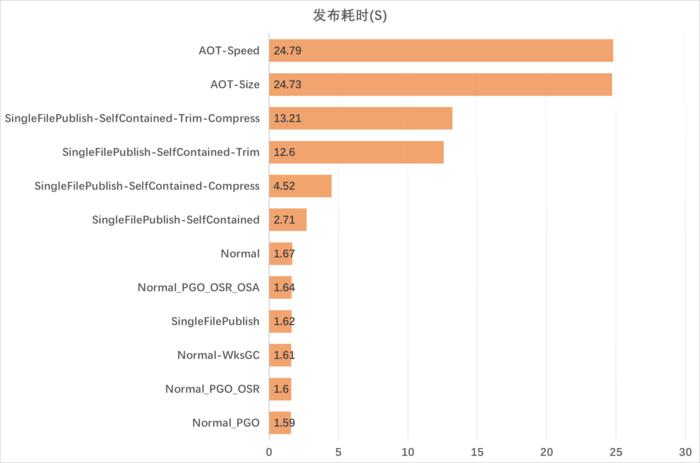 发布耗时(S)
AOT-Speed 24.79
AOT-Size 24.73
SingleFilePublish-SelfContained-Trim-Compress 13.21
SingleFilePublish-SelfContained-Trim 12.6
SingleFilePublish-SelfContained-Compress 4.52
SingleFilePublish-SelfContained 2.71
Normal 1.67
Normal_PGO_OSR_OSA 1.64
SingleFilePublish 1.62
Normal-WksGC 1.61
Normal_PGO_OSR 1.6
Normal_PGO 1.59
0 5 10 15 20 25 30